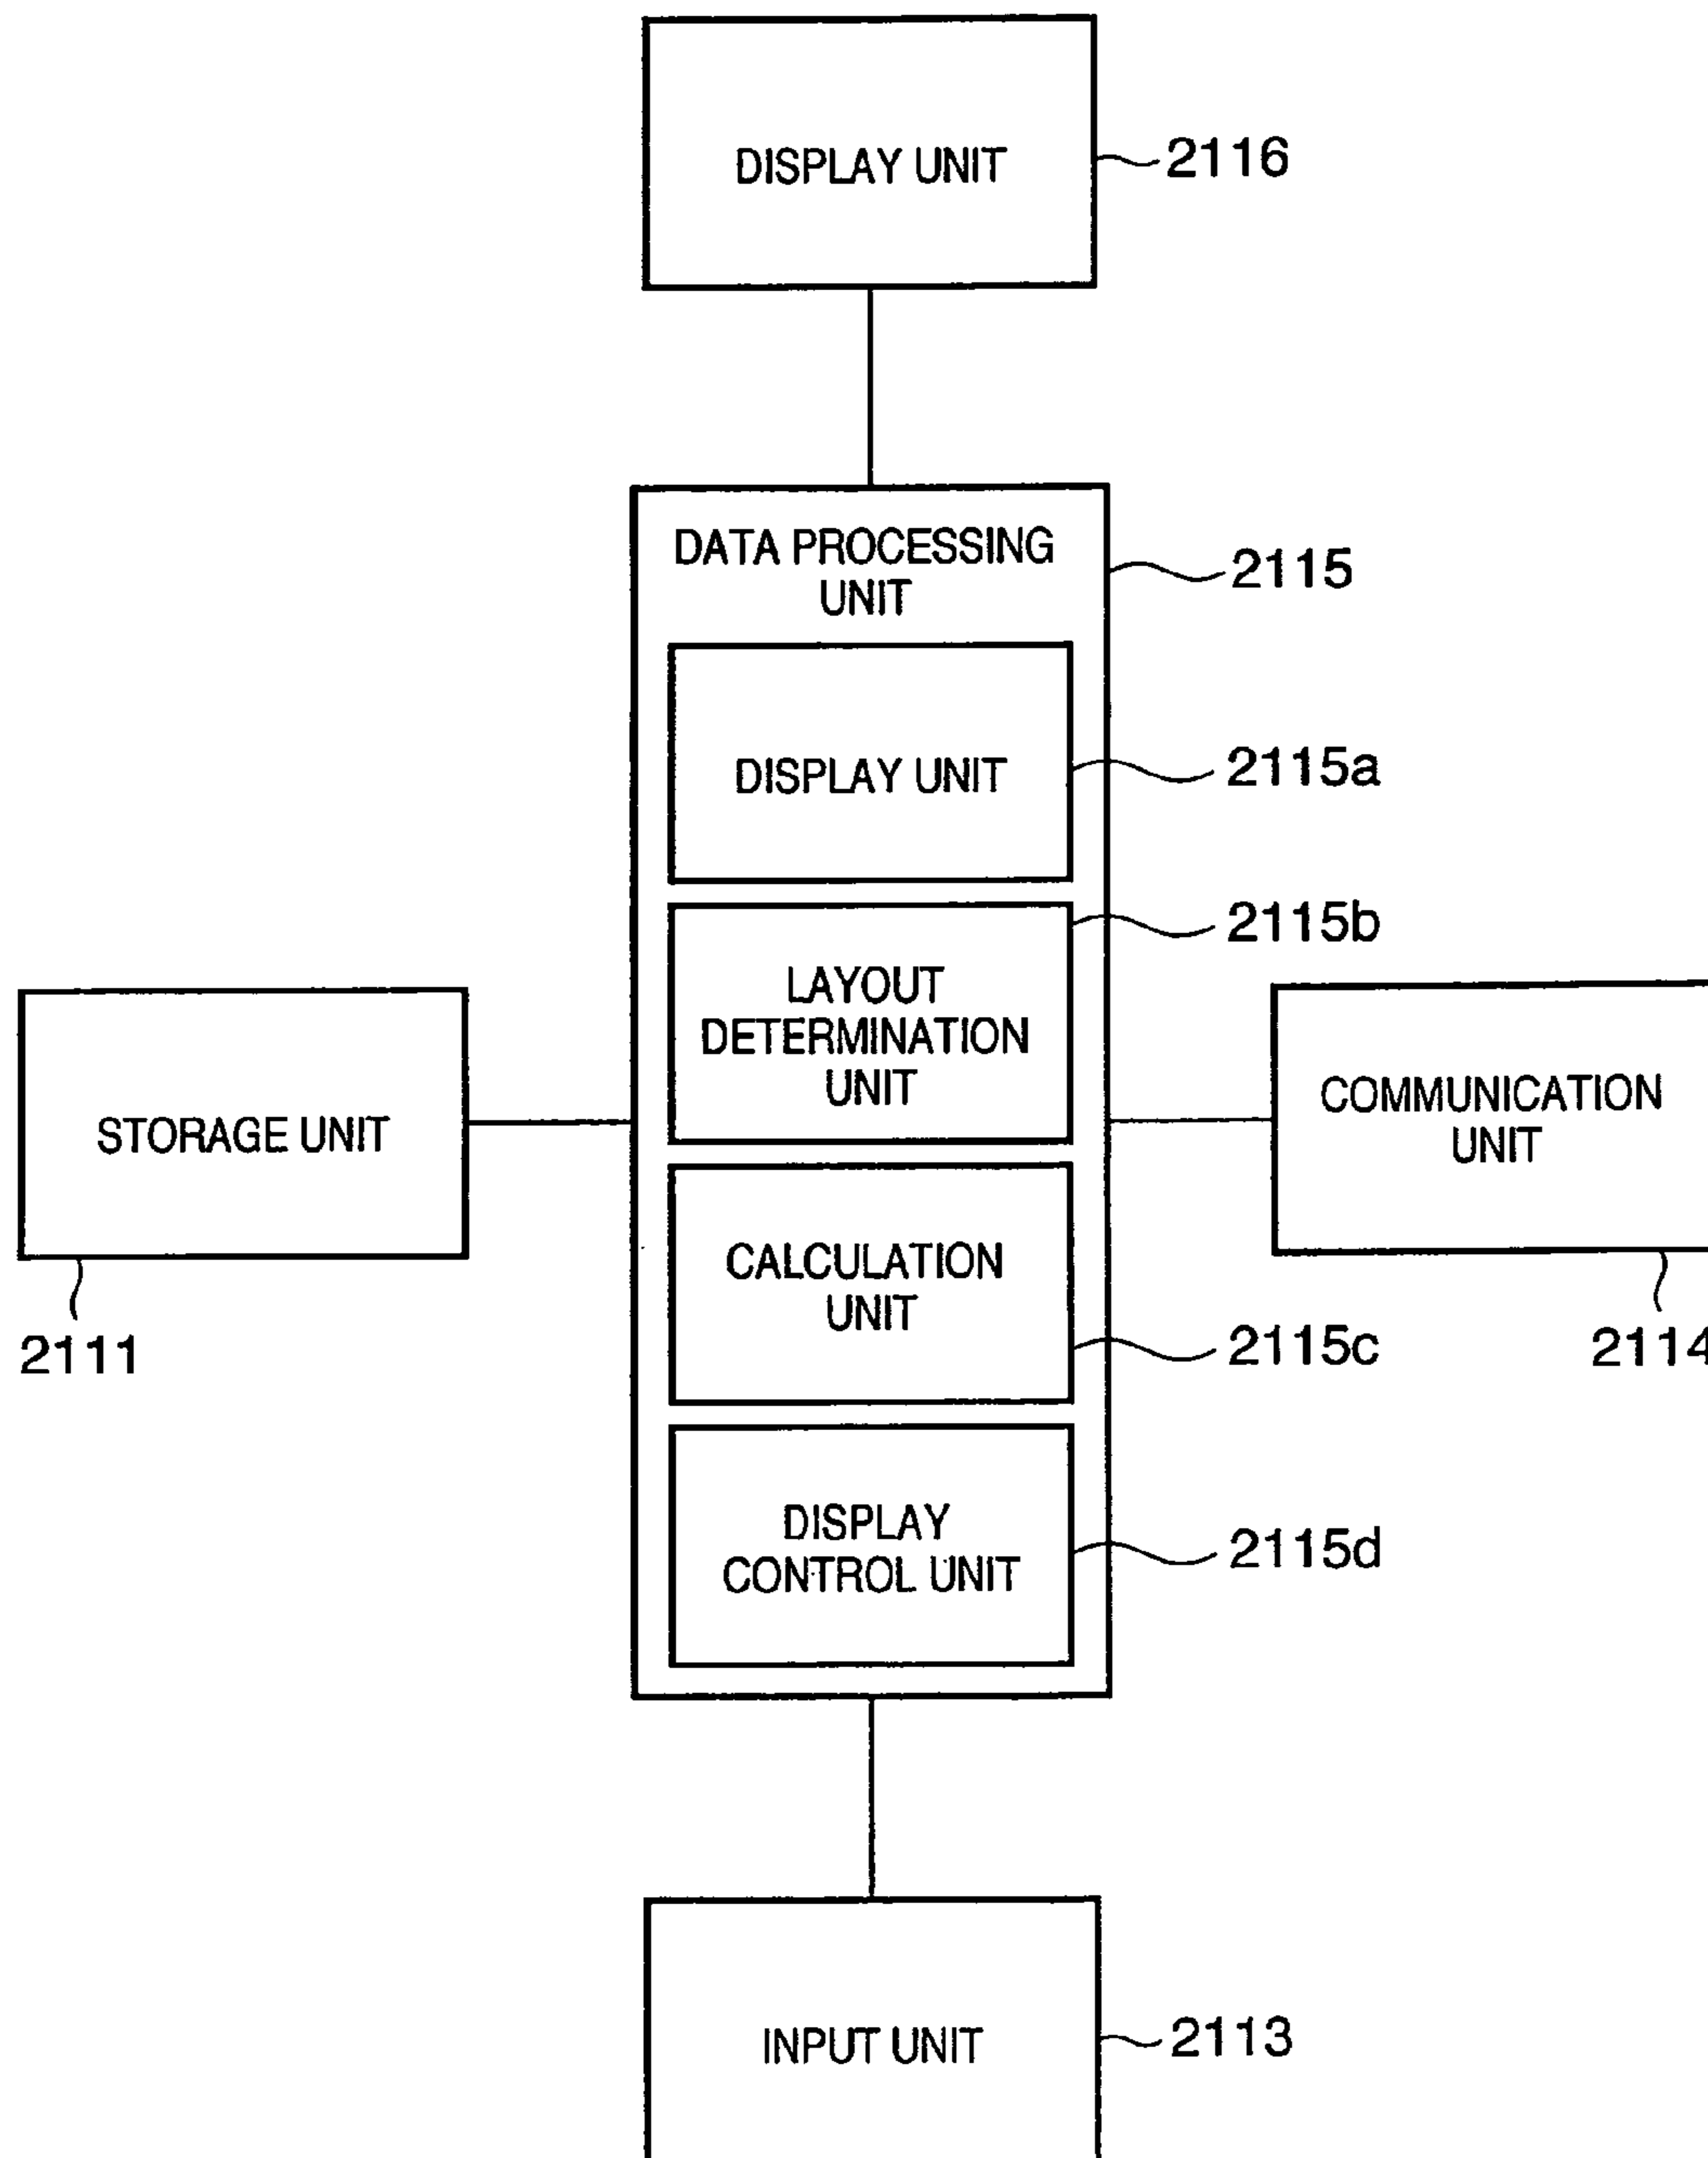 DISPLAY UNIT
2116
DATA PROCESSING
UNIT
2115
DISPLAY UNIT
2115a
2115b
LAYOUT
DETERMINATION
UNIT
STORAGE UNIT
2111
COMMUNICATION
UNIT
2114
CALCULATION
UNIT
2115c
DISPLAY
CONTROL UNIT
2115d
INPUT UNIT
2113